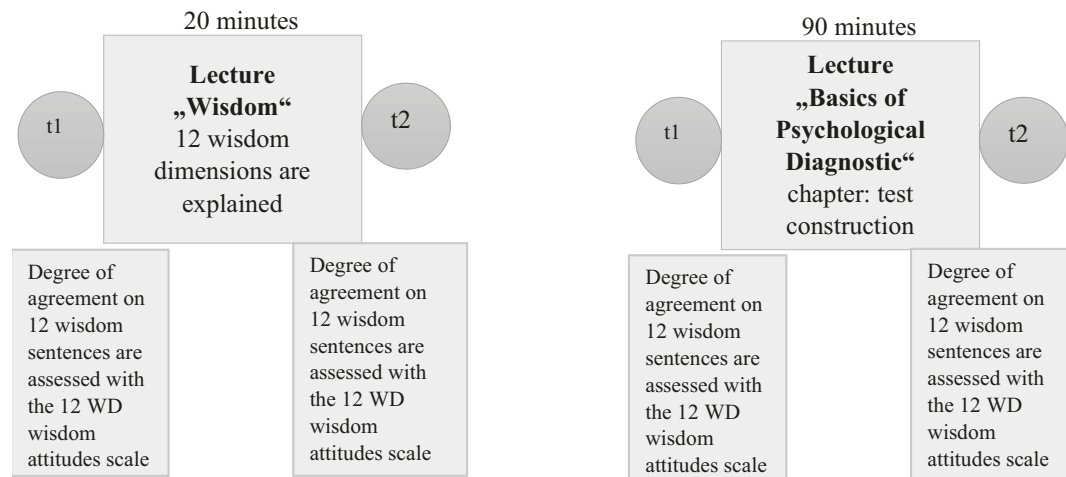 20 minutes
Lecture
„Wisdom“
12 wisdom
dimensions are
explained
t1
t2
Degree of
agreement on
12 wisdom
sentences are
assessed with
the 12 WD
wisdom
attitudes scale
Degree of
agreement on
12 wisdom
sentences are
assessed with
the 12 WD
wisdom
attitudes scale
90 minutes
Lecture
„Basics of
Psychological
Diagnostic“
chapter: test
construction
t1
t2
Degree of
agreement on
12 wisdom
sentences are
assessed with
the 12 WD
wisdom
attitudes scale
Degree of
agreement on
12 wisdom
sentences are
assessed with
the 12 WD
wisdom
attitudes scale